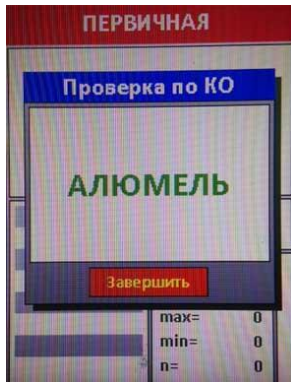 ПЕРВИЧНАЯ
Проверка по КО
АЛЮМЕЛЬ
Завершить
max= 0
min= 0
n= 0